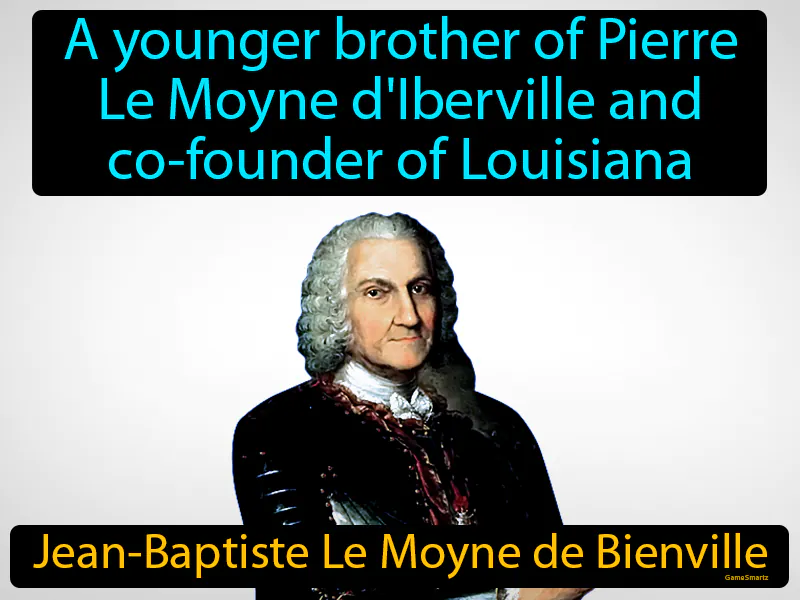 A younger brother of Pierre
Le Moyne d'Iberville and
co-founder of Louisiana
Jean-Baptiste Le Moyne de Bienville
GameSmartz